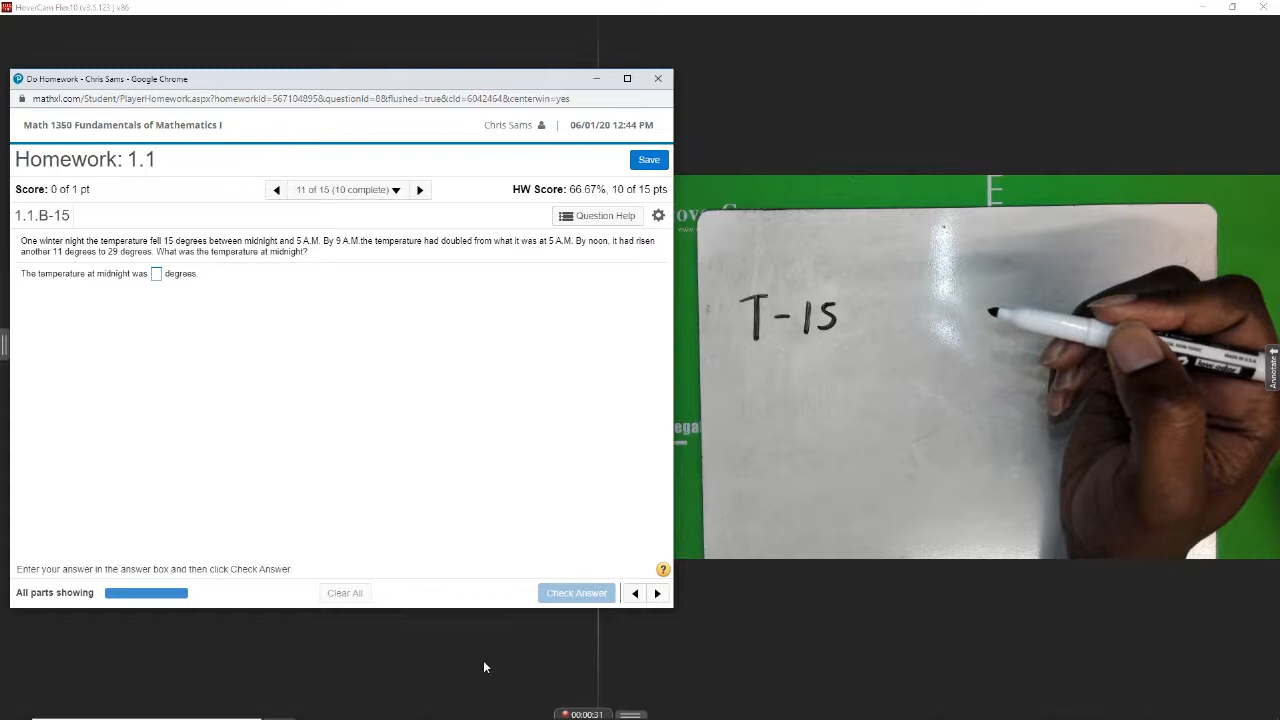 HoverCam Flex10 (v3.5.123 ) x86
Do Homework - Chris Sams - Google Chrome
mathxl.com/Student/PlayerHomework.aspx?homeworkId=567104895&questionId=8&flushed=true&cId=6042464&centerwin=yes
Math 1350 Fundamentals of Mathematics I
Chris Sams
06/01/20 12:44 PM
Homework: 1.1
Save
Score: 0 of 1 pt
11 of 15 (10 complete)
HW Score: 66.67%, 10 of 15 pts
1.1.B-15
Question Help
One winter night the temperature fell 15 degrees between midnight and 5 A.M. By 9 A.M.the temperature had doubled from what it was at 5 A.M. By noon, it had risen
another 11 degrees to 29 degrees. What was the temperature at midnight?
The temperature at midnight was degrees.
Enter your answer in the answer box and then click Check Answer.
?
All parts showing
Clear All
Check Answer
T-15
Annotate
00:00:31